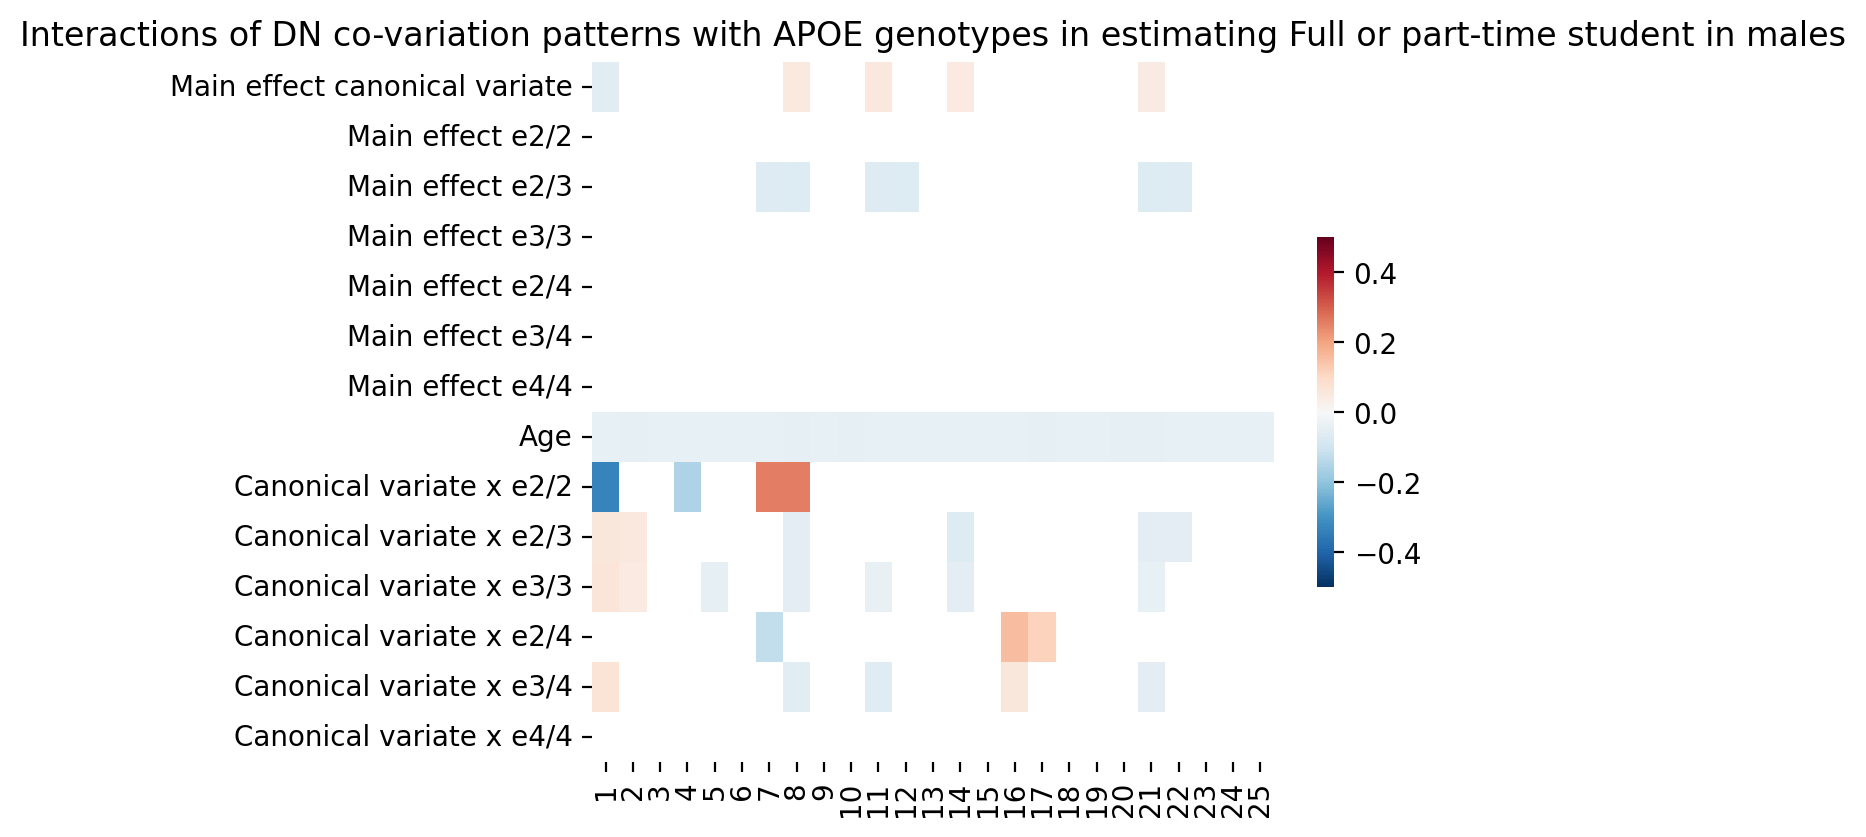 Interactions of DN co-variation patterns with APOE genotypes in estimating Full or part-time student in males
Main effect canonical variate
Main effect e2/2
Main effect e2/3
Main effect e3/3
Main effect e2/4
Main effect e3/4
Main effect e4/4
Age
Canonical variate x e2/2
Canonical variate x e2/3
Canonical variate x e3/3
Canonical variate x e2/4
Canonical variate x e3/4
Canonical variate x e4/4
1
2
3
4
5
6
7
8
9
10
11
12
13
14
15
16
17
18
19
20
21
22
23
24
25
0.4
0.2
0.0
−0.2
−0.4